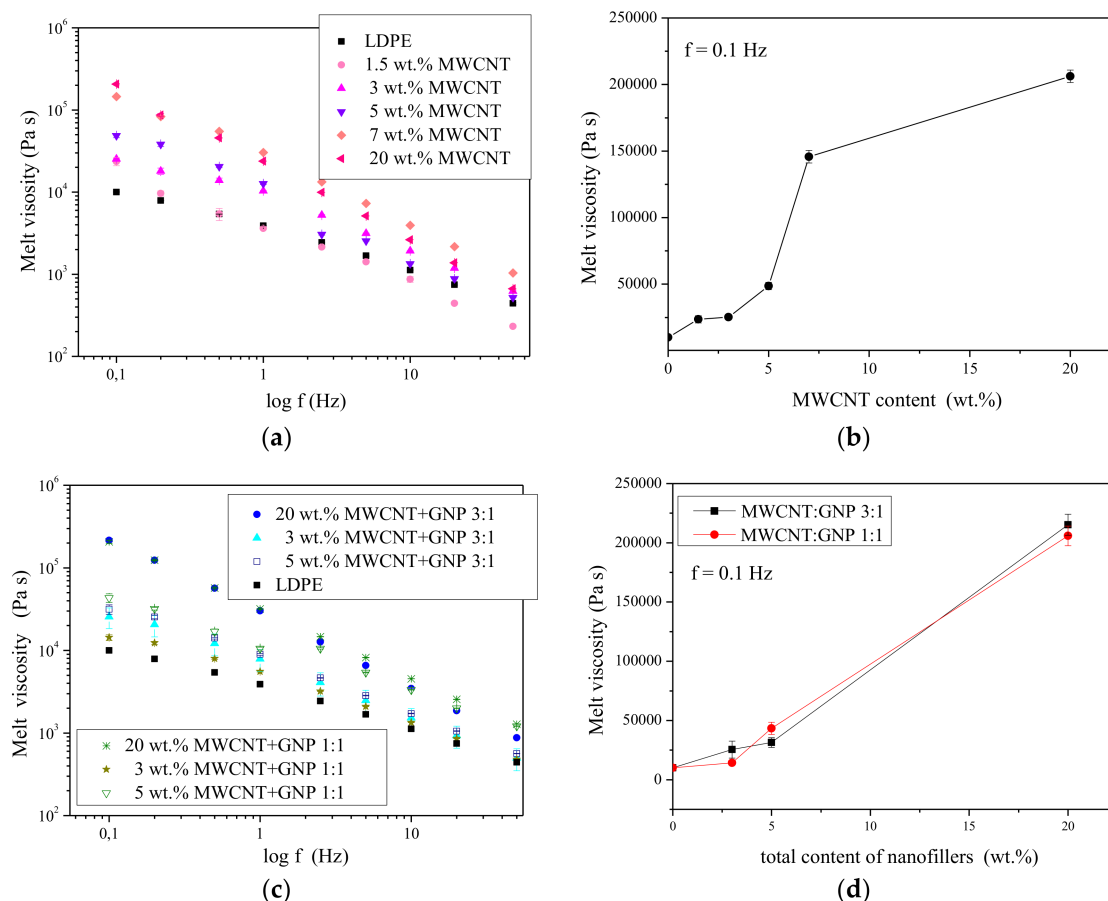 10^6
10^5
10^4
10^3
10^2
Melt visosity (Pa s)
LDPE
1.5 wt.% MWCNT
3 wt.% MWCNT
5 wt.% MWCNT
7 wt.% MWCNT
20 wt.% MWCNT
0,1
1
10
log f (Hz)
(a)
250000
200000
150000
100000
50000
Melt viscosity (Pa s)
f = 0.1 Hz
0
5
10
15
20
MWCNT content (wt.%)
(b)
10^6
10^5
10^4
10^3
10^2
Melt viscosity (Pa s)
20 wt.% MWCNT+GNP 3:1
3 wt.% MWCNT+GNP 3:1
5 wt.% MWCNT+GNP 3:1
LDPE
20 wt.% MWCNT+GNP 1:1
3 wt.% MWCNT+GNP 1:1
5 wt.% MWCNT+GNP 1:1
0,1
1
10
log f (Hz)
(c)
250000
200000
150000
100000
50000
0
Melt viscosity (Pa s)
MWCNT:GNP 3:1
MWCNT:GNP 1:1
f = 0.1 Hz
0
5
10
15
20
total content of nanofillers (wt.%)
(d)